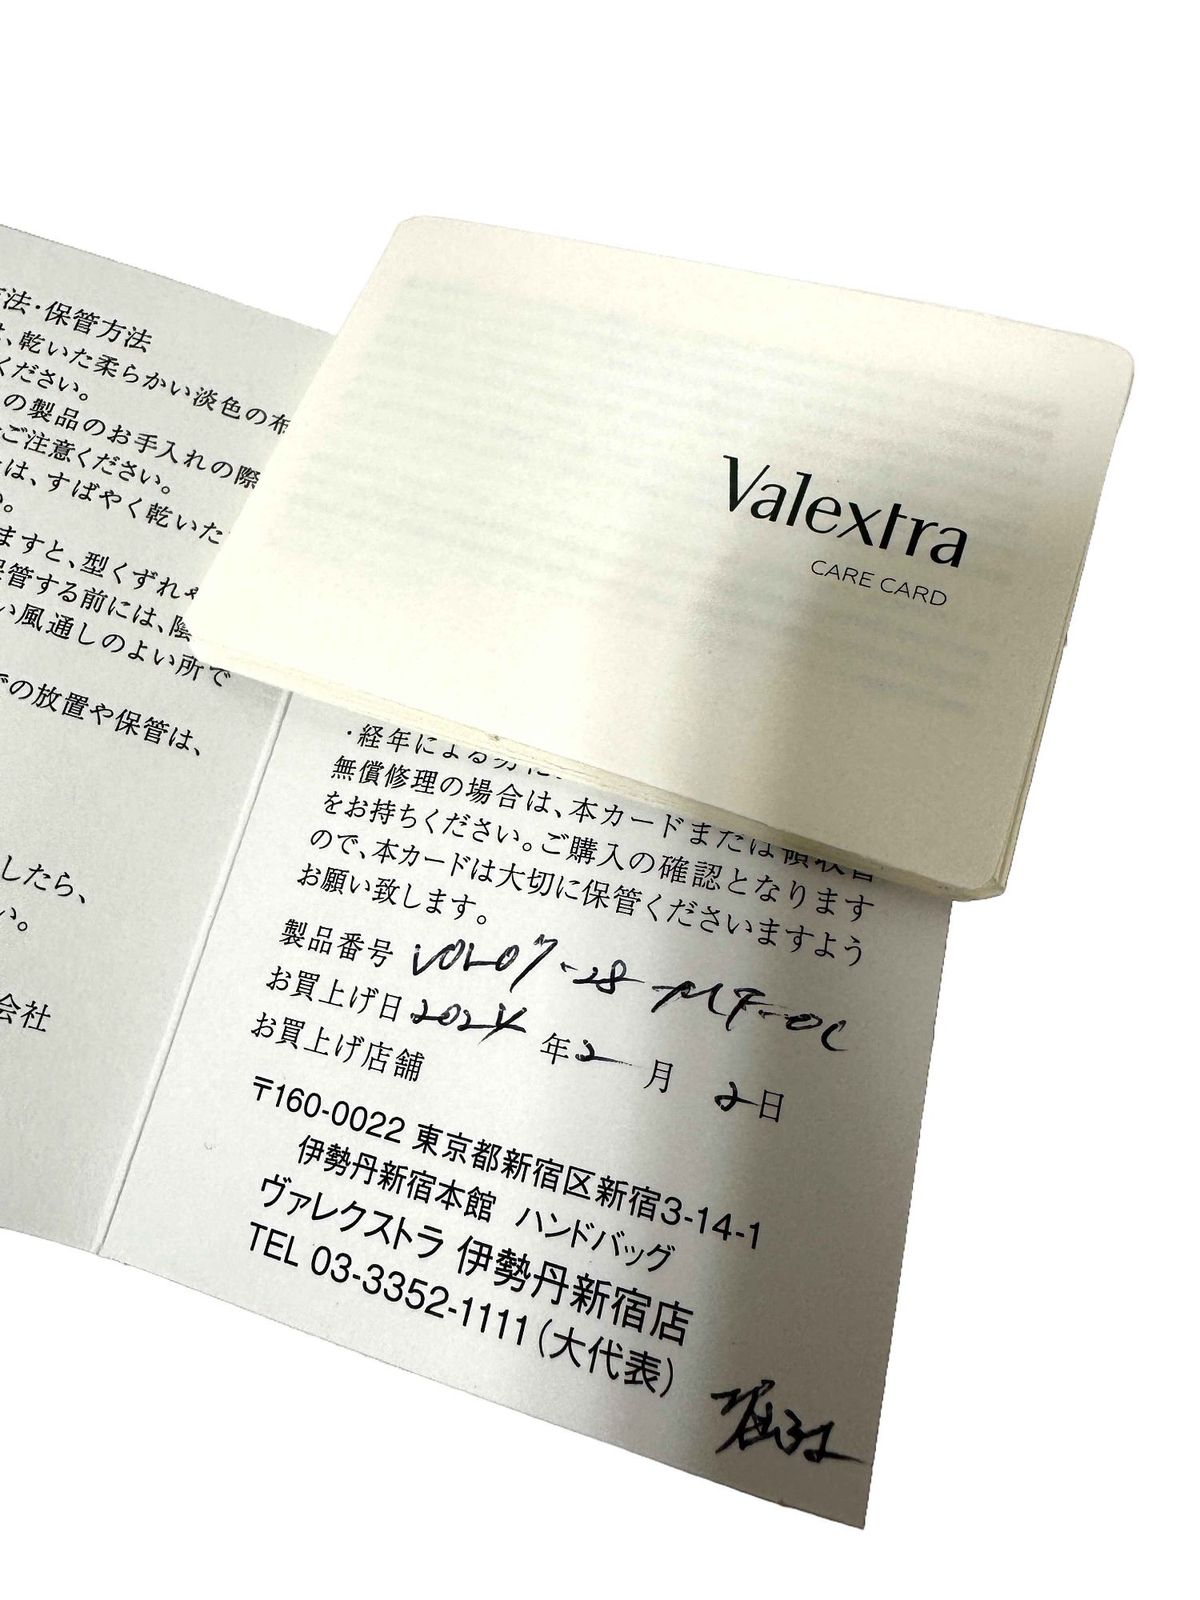 法・保管方法
、乾いた柔らかい淡色の布
ください。
の製品のお手入れの際
ご注意ください。
は、すばやく乾いた
ますと、型くずれや
管する前には、陰
い風通しのよい所で
での放置や保管は、
したら、
い。
会社
Valextra
CARE CARD
・経年による
無償修理の場合は、本カードまたは領収書
をお持ちください。ご購入の確認となります
ので、本カードは大切に保管くださいますよう
お願い致します。
製品番号
お買上げ日 2024 年 2 月 2 日
お買上げ店舗
〒160-0022 東京都新宿区新宿3-14-1
伊勢丹新宿本館 ハンドバッグ
ヴァレクストラ 伊勢丹新宿店
TEL 03-3352-1111(大代表)